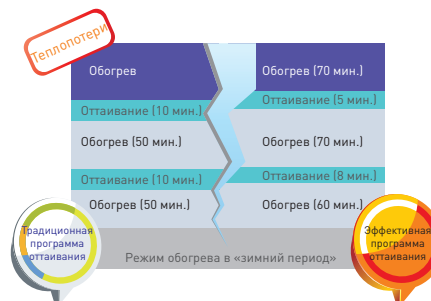 Теплопотери
Обогрев
Обогрев (70 мин.)
Оттаивание (10 мин.)
Оттаивание (5 мин.)
Обогрев (50 мин.)
Обогрев (70 мин.)
Оттаивание (10 мин.)
Оттаивание (8 мин.)
Обогрев (50 мин.)
Обогрев (60 мин.)
Традиционная
программа
оттаивания
Эффективная
программа
оттаивания
Режим обогрева в «зимний период»